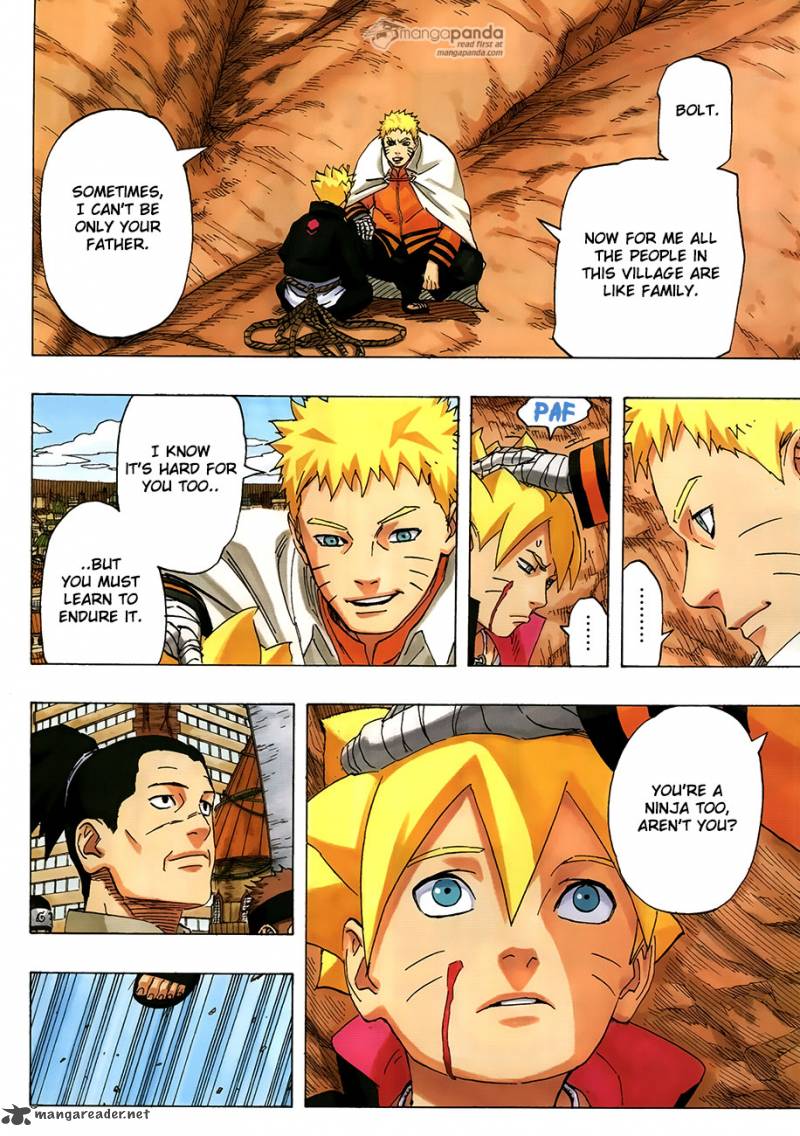 mangapanda
read first at
mangapanda.com
BOLT.
NOW FOR ME ALL
THE PEOPLE IN
THIS VILLAGE ARE
LIKE FAMILY.
SOMETIMES,
I CAN'T BE
ONLY YOUR
FATHER.
......
PAF
......
I KNOW
IT'S HARD FOR
YOU TOO..
..BUT
YOU MUST
LEARN TO
ENDURE IT.
YOU'RE A
NINJA TOO,
AREN'T YOU?
mangareader.net